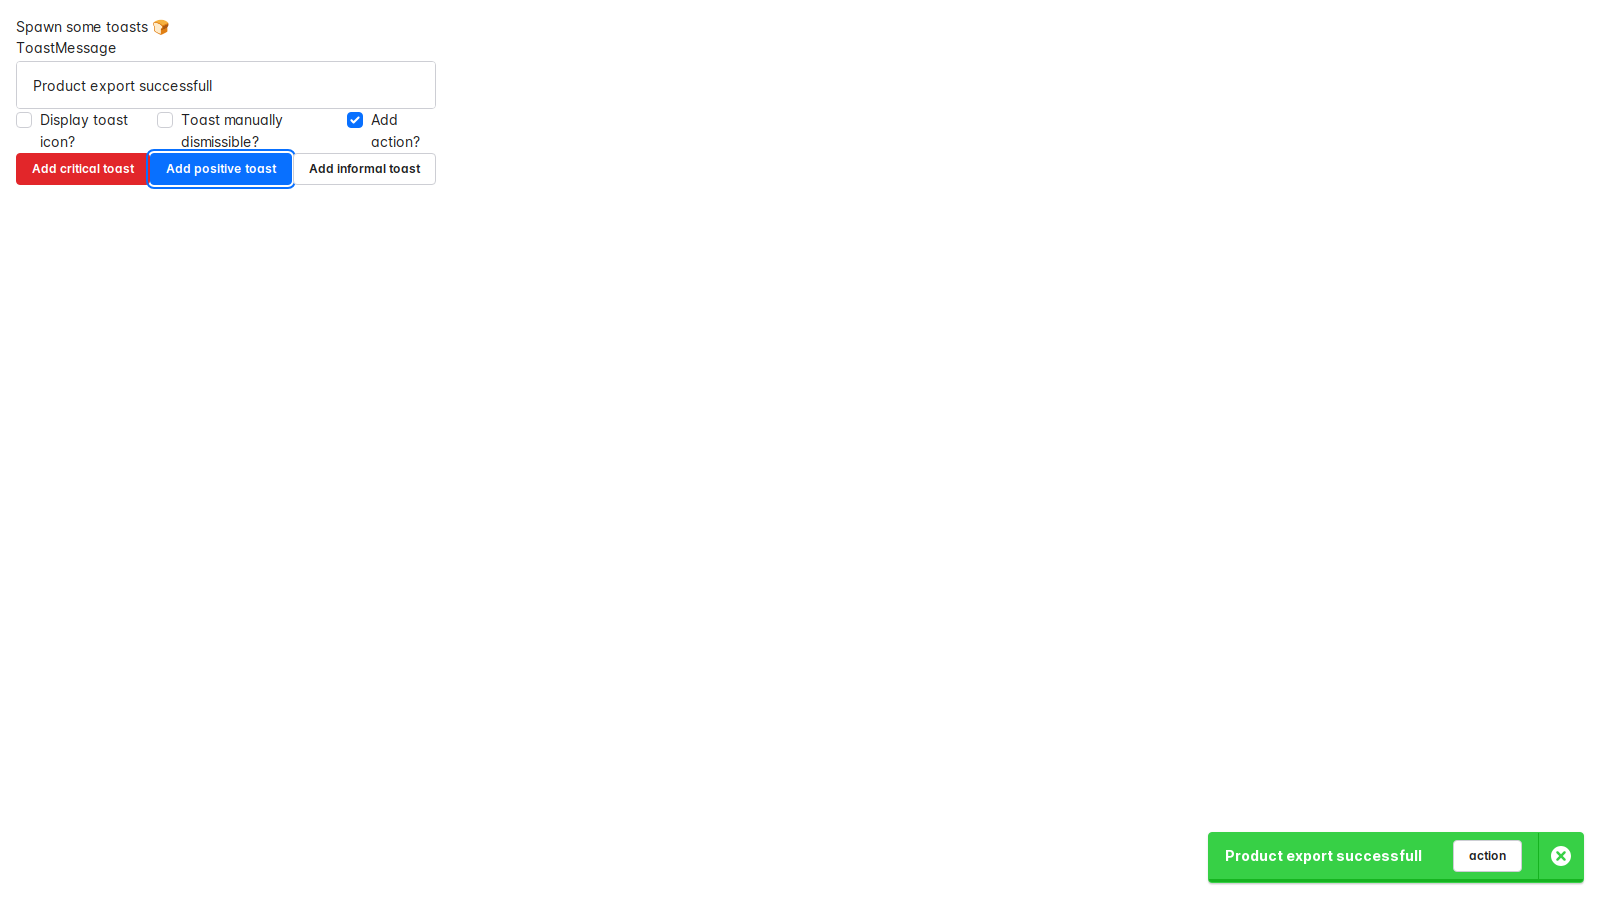 Spawn some toasts 🍞
ToastMessage
Product export successfull
Display toast icon?
Toast manually dismissible?
Add action?
Add critical toast
Add positive toast
Add informal toast
Product export successfull
action